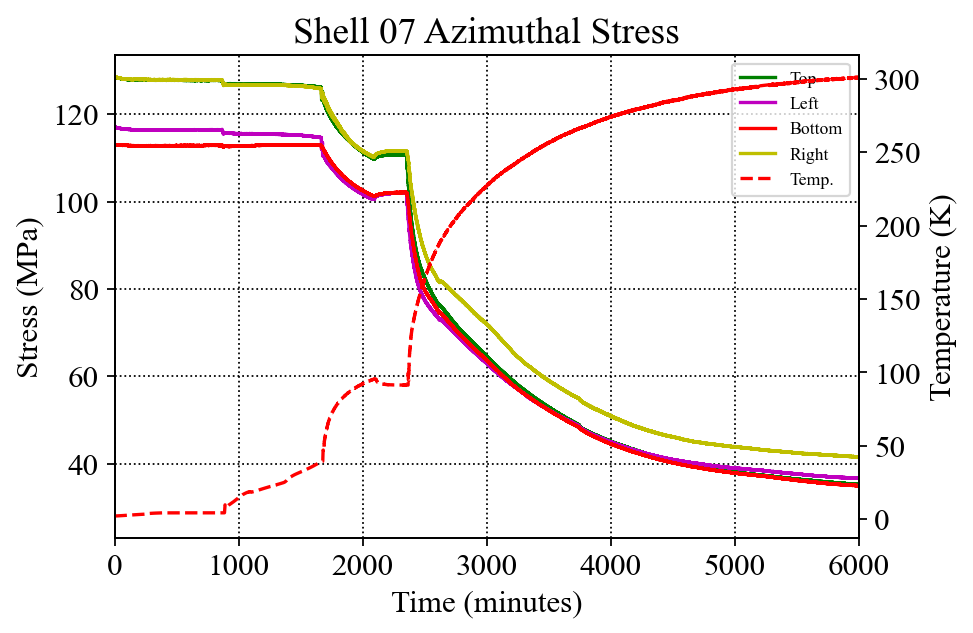 Shell 07 Azimuthal Stress
Stress (MPa)
120
100
80
60
40
Top
Left
Bottom
Right
Temp.
300
250
200
150
100
50
0
Temperature (K)
0 1000 2000 3000 4000 5000 6000
Time (minutes)